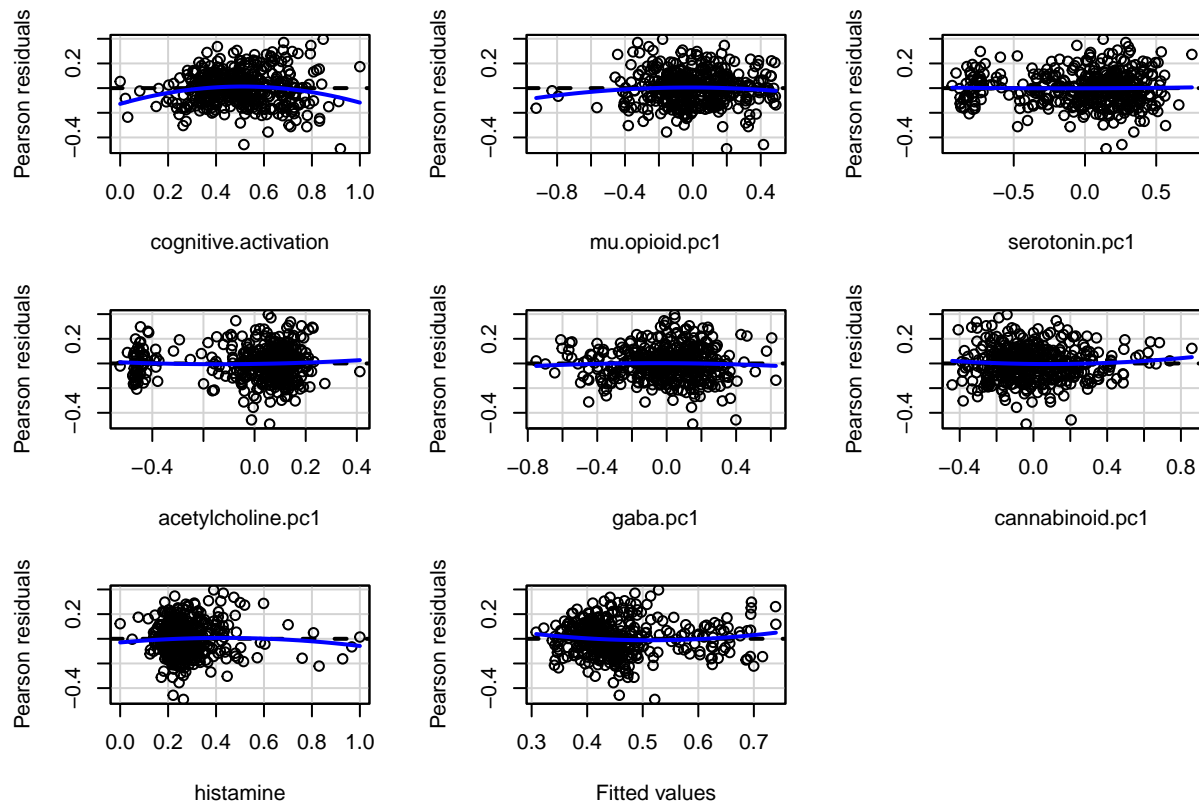 Pearson residuals
−0.4 0.2
0.0 0.2 0.4 0.6 0.8 1.0
cognitive.activation
Pearson residuals
−0.4 0.2
−0.8 −0.4 0.0 0.4
mu.opioid.pc1
Pearson residuals
−0.4 0.2
−0.5 0.0 0.5
serotonin.pc1
Pearson residuals
−0.4 0.2
−0.4 0.0 0.4
acetylcholine.pc1
Pearson residuals
−0.4 0.2
−0.8 −0.4 0.0 0.4
gaba.pc1
Pearson residuals
−0.4 0.2
−0.4 0.0 0.4 0.8
cannabinoid.pc1
Pearson residuals
−0.4 0.2
0.0 0.2 0.4 0.6 0.8 1.0
histamine
Pearson residuals
−0.4 0.2
0.3 0.4 0.5 0.6 0.7
Fitted values